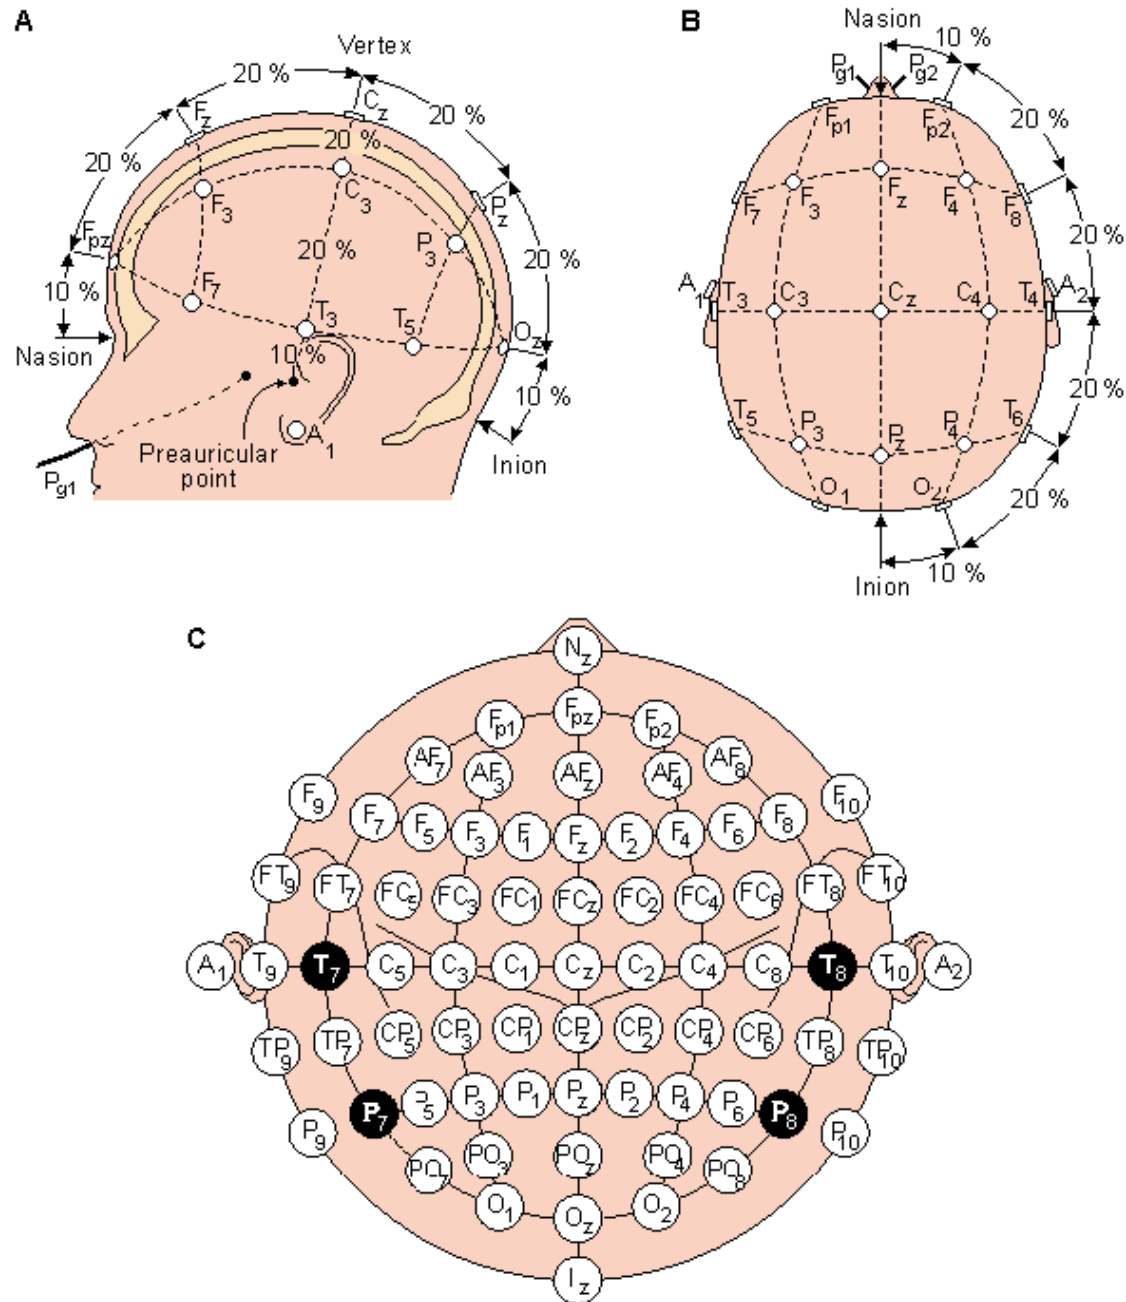 A
Vertex
20 %
20 %
Fz
Cz
20 %
20 %
F3
C3
Pz
Fpz
P3
20 %
20 %
10 %
F7
T3
T5
Oz
Nasion
10 %
10 %
A1
Preauricular
point
Inion
Pg1
B
Nasion
10 %
Pg1
Pg2
Fp1
Fp2
20 %
F7
F3
Fz
F4
F8
20 %
A1
T3
C3
Cz
C4
T4
A2
20 %
T5
P3
Pz
P4
T6
O1
O2
20 %
10 %
Inion
C
Nz
Fp1 Fpz Fp2
AF7 AF3 AFz AF4 AF8
F9 F7 F5 F3 F1 Fz F2 F4 F6 F8 F10
FT9 FT7 FC5 FC3 FC1 FCz FC2 FC4 FC6 FT8 FT10
A1 T9 T7 C5 C3 C1 Cz C2 C4 C8 T8 T10 A2
TP9 TP7 CP5 CP3 CP1 CPz CP2 CP4 CP6 TP8 TP10
P9 P7 P5 P3 P1 Pz P2 P4 P6 P8 P10
PO7 PO3 POz PO4 PO8
O1 Oz O2
Iz